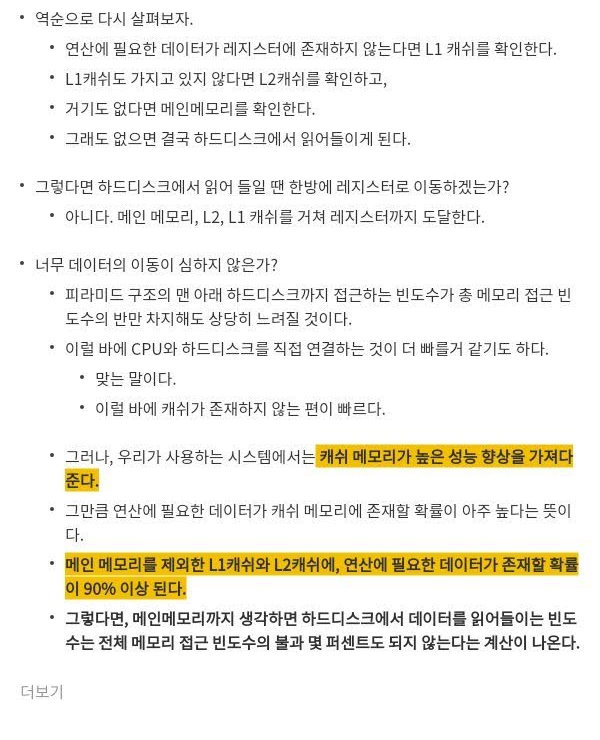 역순으로 다시 살펴보자.
연산에 필요한 데이터가 레지스터에 존재하지 않는다면 L1 캐쉬를 확인한다.
L1캐쉬도 가지고 있지 않다면 L2캐쉬를 확인하고,
거기도 없다면 메인메모리를 확인한다.
그래도 없으면 결국 하드디스크에서 읽어들이게 된다.
그렇다면 하드디스크에서 읽어 들일 땐 한방에 레지스터로 이동하겠는가?
아니다. 메인 메모리, L2, L1 캐쉬를 거쳐 레지스터까지 도달한다.
너무 데이터의 이동이 심하지 않은가?
피라미드 구조의 맨 아래 하드디스크까지 접근하는 빈도수가 총 메모리 접근 빈
도수의 반만 차지해도 상당히 느려질 것이다.
이럴 바에 CPU와 하드디스크를 직접 연결하는 것이 더 빠를거 같기도 하다.
맞는 말이다.
이럴 바에 캐쉬가 존재하지 않는 편이 빠르다.
그러나, 우리가 사용하는 시스템에서는 캐쉬 메모리가 높은 성능 향상을 가져다
준다.
그만큼 연산에 필요한 데이터가 캐쉬 메모리에 존재할 확률이 아주 높다는 뜻이
다.
메인 메모리를 제외한 L1캐쉬와 L2캐쉬에, 연산에 필요한 데이터가 존재할 확률
이 90% 이상 된다.
그렇다면, 메인메모리까지 생각하면 하드디스크에서 데이터를 읽어들이는 빈도
수는 전체 메모리 접근 빈도수의 불과 몇 퍼센트도 되지 않는다는 계산이 나온다.
더보기